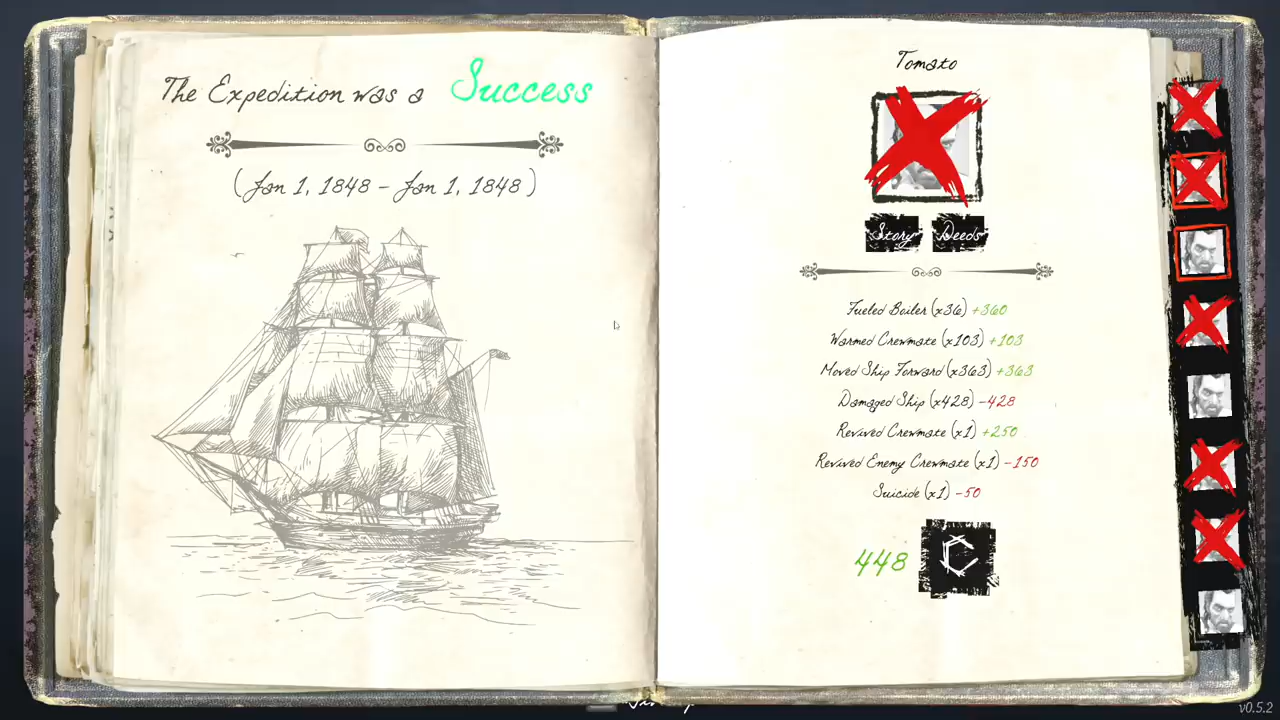 The Expedition was a Success
(Jan 1, 1848 - Jan 1, 1848)
Tomato
Story Deeds
Fueled Boiler (x36) +360
Warmed Crewmate (x103) +103
Moved Ship Forward (x363) +363
Damaged Ship (x428) -428
Revived Crewmate (x1) +250
Revived Enemy Crewmate (x1) -150
Suicide (x1) -50
448
v0.5.2